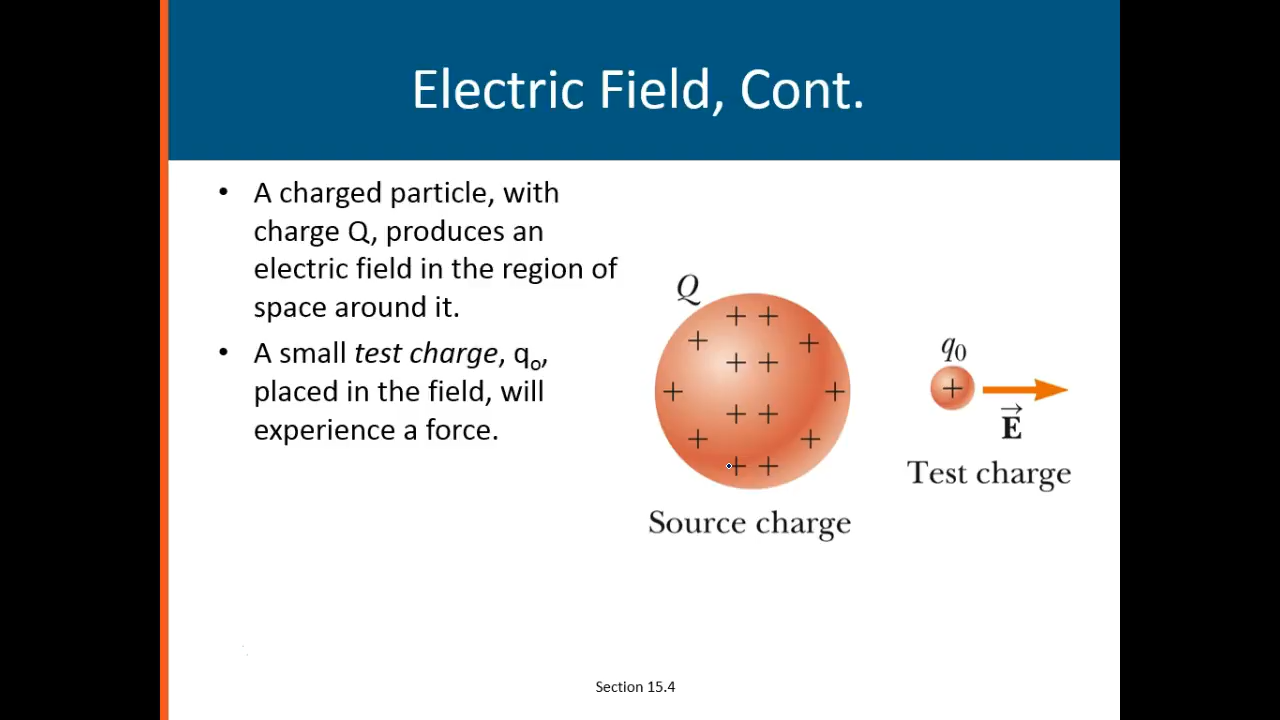 Electric Field, Cont.
• A charged particle, with
charge Q, produces an
electric field in the region of
space around it.
• A small test charge, qo,
placed in the field, will
experience a force.
Q
+ +
+ +
+ +
+ +
+ +
+ +
+ +
q0
+
E
Source charge
Test charge
Section 15.4